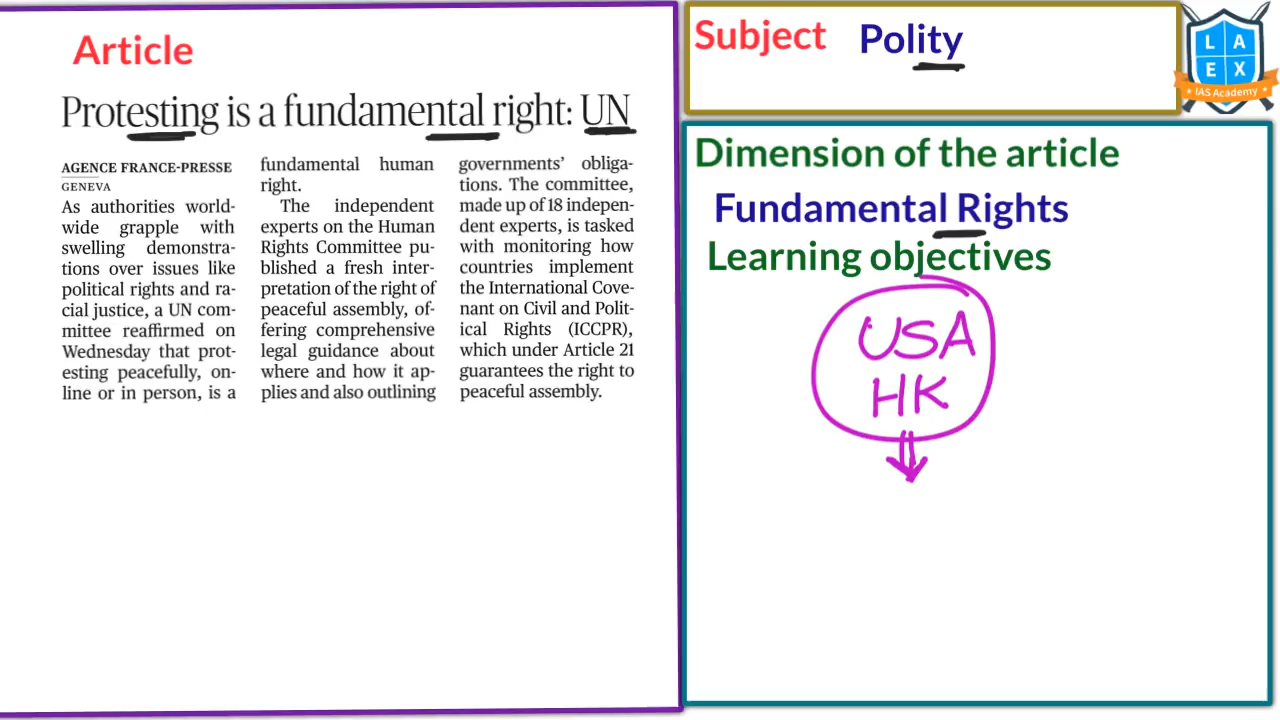 Article
Protesting is a fundamental right: UN
AGENCE FRANCE-PRESSE
GENEVA
As authorities world-
wide grapple with
swelling demonstra-
tions over issues like
political rights and ra-
cial justice, a UN com-
mittee reaffirmed on
Wednesday that prot-
esting peacefully, on-
line or in person, is a
fundamental human
right.
The independent
experts on the Human
Rights Committee pu-
blished a fresh inter-
pretation of the right of
peaceful assembly, of-
fering comprehensive
legal guidance about
where and how it ap-
plies and also outlining
governments' obliga-
tions. The committee,
made up of 18 indepen-
dent experts, is tasked
with monitoring how
countries implement
the International Cove-
nant on Civil and Polit-
ical Rights (ICCPR),
which under Article 21
guarantees the right to
peaceful assembly.
Subject Polity
L A
E X
IAS Academy
Dimension of the article
Fundamental Rights
Learning objectives
USA
HK